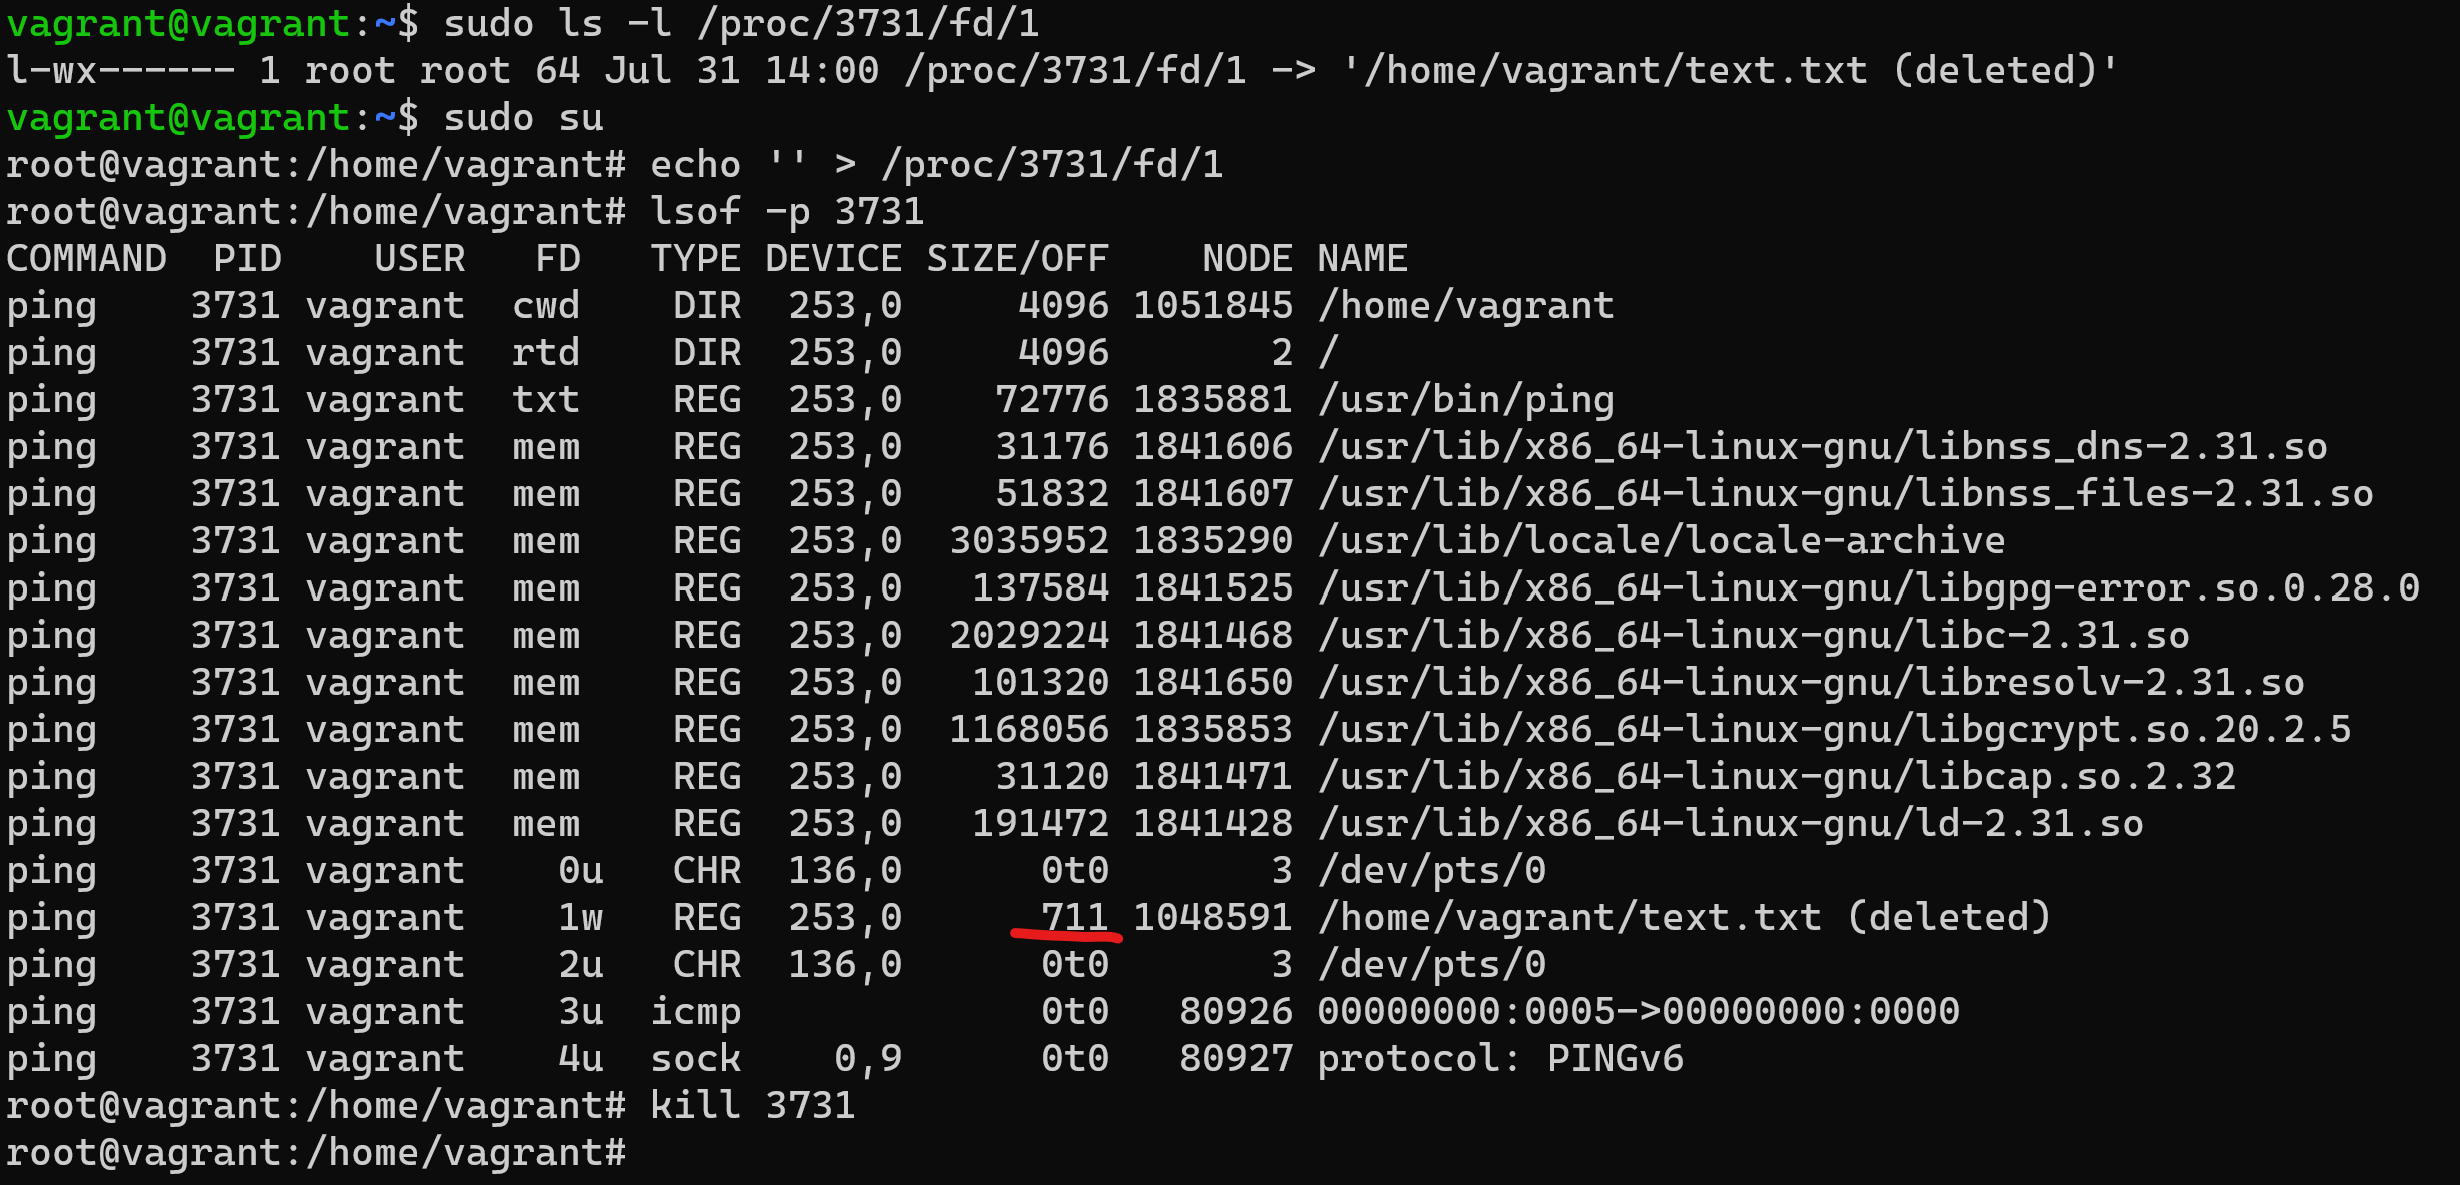 vagrant@vagrant:~$ sudo ls -l /proc/3731/fd/1
l-wx------ 1 root root 64 Jul 31 14:00 /proc/3731/fd/1 -> '/home/vagrant/text.txt (deleted)'
vagrant@vagrant:~$ sudo su
root@vagrant:/home/vagrant# echo '' > /proc/3731/fd/1
root@vagrant:/home/vagrant# lsof -p 3731
COMMAND  PID    USER   FD   TYPE DEVICE SIZE/OFF    NODE NAME
ping    3731 vagrant  cwd    DIR  253,0     4096 1051845 /home/vagrant
ping    3731 vagrant  rtd    DIR  253,0     4096       2 /
ping    3731 vagrant  txt    REG  253,0    72776 1835881 /usr/bin/ping
ping    3731 vagrant  mem    REG  253,0    31176 1841606 /usr/lib/x86_64-linux-gnu/libnss_dns-2.31.so
ping    3731 vagrant  mem    REG  253,0    51832 1841607 /usr/lib/x86_64-linux-gnu/libnss_files-2.31.so
ping    3731 vagrant  mem    REG  253,0  3035952 1835290 /usr/lib/locale/locale-archive
ping    3731 vagrant  mem    REG  253,0   137584 1841525 /usr/lib/x86_64-linux-gnu/libgpg-error.so.0.28.0
ping    3731 vagrant  mem    REG  253,0  2029224 1841468 /usr/lib/x86_64-linux-gnu/libc-2.31.so
ping    3731 vagrant  mem    REG  253,0   101320 1841650 /usr/lib/x86_64-linux-gnu/libresolv-2.31.so
ping    3731 vagrant  mem    REG  253,0  1168056 1835853 /usr/lib/x86_64-linux-gnu/libgcrypt.so.20.2.5
ping    3731 vagrant  mem    REG  253,0    31120 1841471 /usr/lib/x86_64-linux-gnu/libcap.so.2.32
ping    3731 vagrant  mem    REG  253,0   191472 1841428 /usr/lib/x86_64-linux-gnu/ld-2.31.so
ping    3731 vagrant    0u   CHR  136,0      0t0       3 /dev/pts/0
ping    3731 vagrant    1w   REG  253,0      711 1048591 /home/vagrant/text.txt (deleted)
ping    3731 vagrant    2u   CHR  136,0      0t0       3 /dev/pts/0
ping    3731 vagrant    3u  icmp             0t0   80926 00000000:0005->00000000:0000
ping    3731 vagrant    4u  sock    0,9      0t0   80927 protocol: PINGv6
root@vagrant:/home/vagrant# kill 3731
root@vagrant:/home/vagrant#